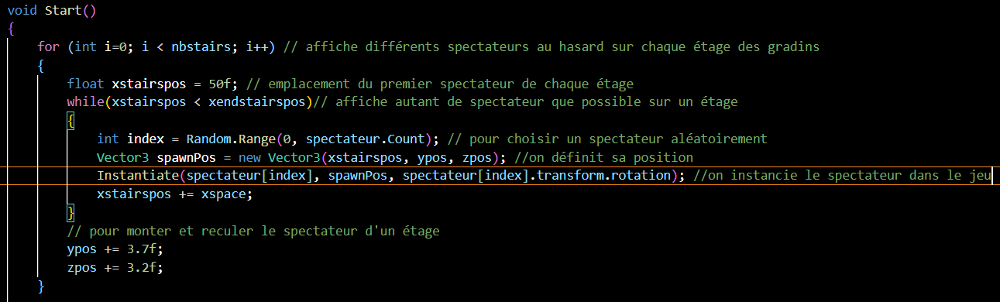 void Start()
{
for (int i=0; i < nbstairs; i++) // affiche différents spectateurs au hasard sur chaque étage des gradins
{
float xstairspos = 50f; // emplacement du premier spectateur de chaque étage
while(xstairspos < xendstairspos)// affiche autant de spectateur que possible sur un étage
{
int index = Random.Range(0, spectateur.Count); // pour choisir un spectateur aléatoirement
Vector3 spawnPos = new Vector3(xstairspos, ypos, zpos); //on définit sa position
Instantiate(spectateur[index], spawnPos, spectateur[index].transform.rotation); //on instancie le spectateur dans le jeu
xstairspos += xspace;
}
// pour monter et reculer le spectateur d'un étage
ypos += 3.7f;
zpos += 3.2f;
}